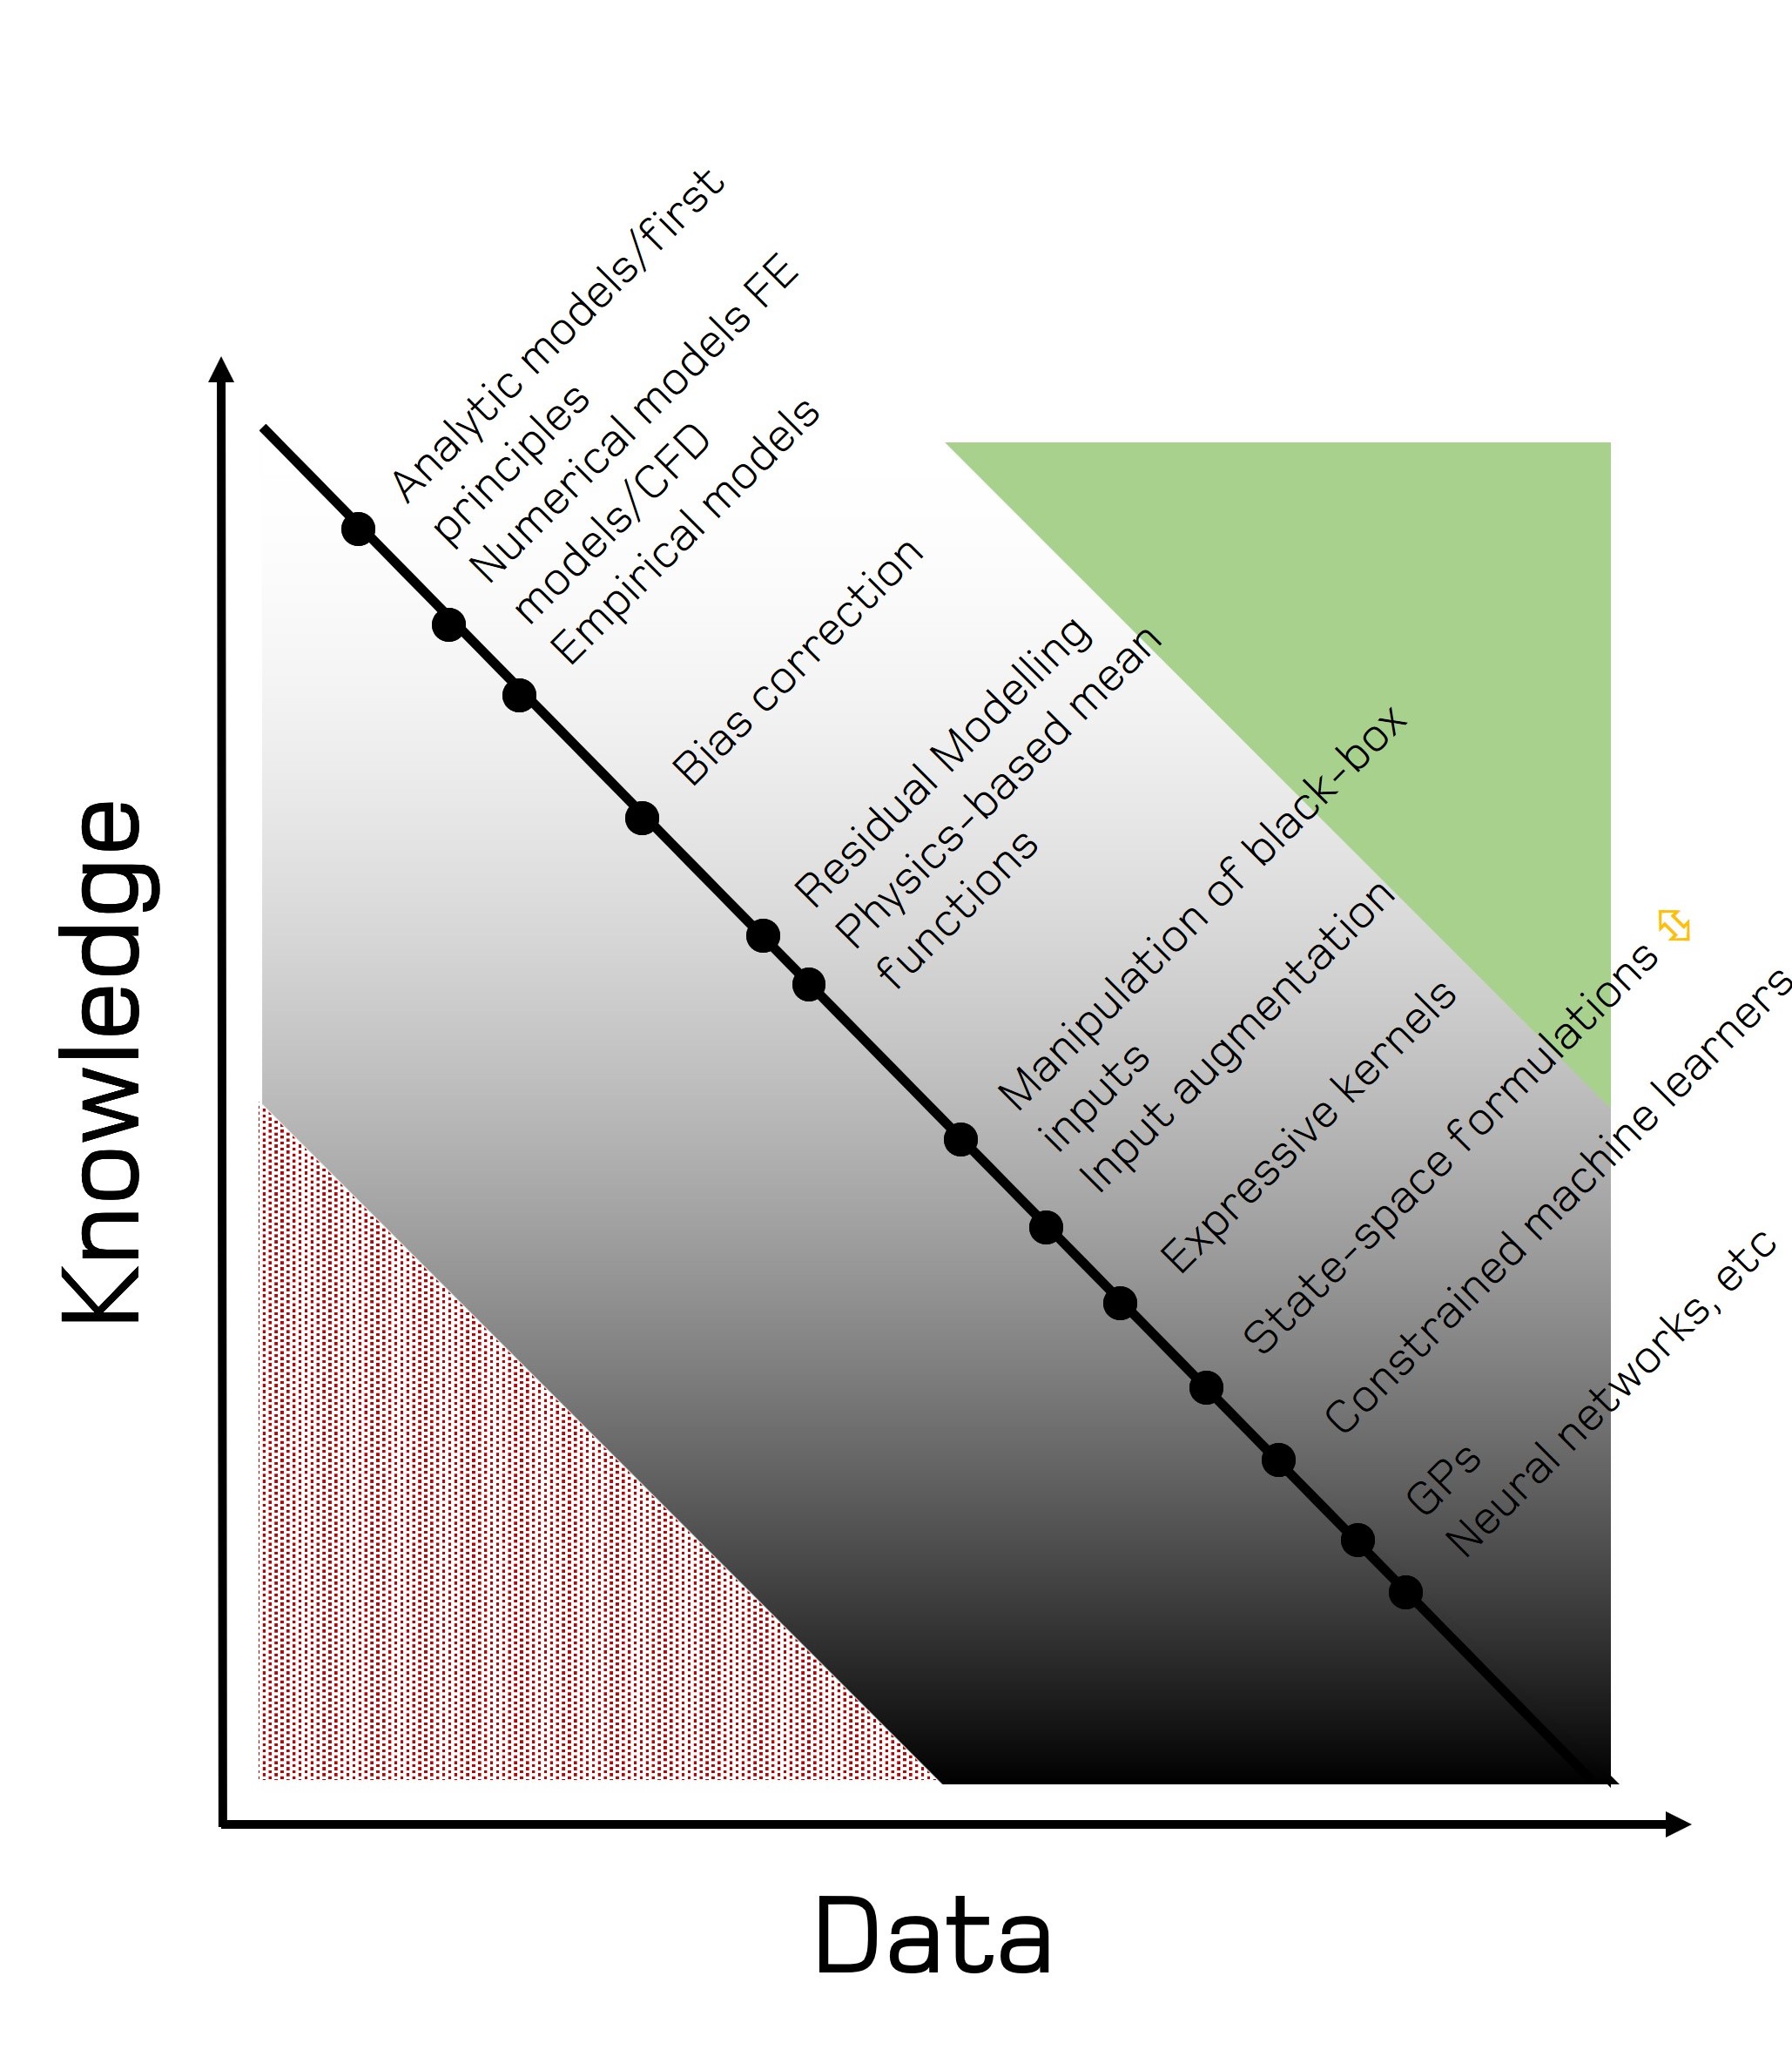 Analytic models/first
principles
Numerical models FE
models/CFD
Empirical models
Bias correction
Residual Modelling
Physics-based mean
functions
Manipulation of black-box
inputs
Input augmentation
Expressive kernels
State-space formulations
Constrained machine learners
GPs
Neural networks, etc
Knowledge
Data